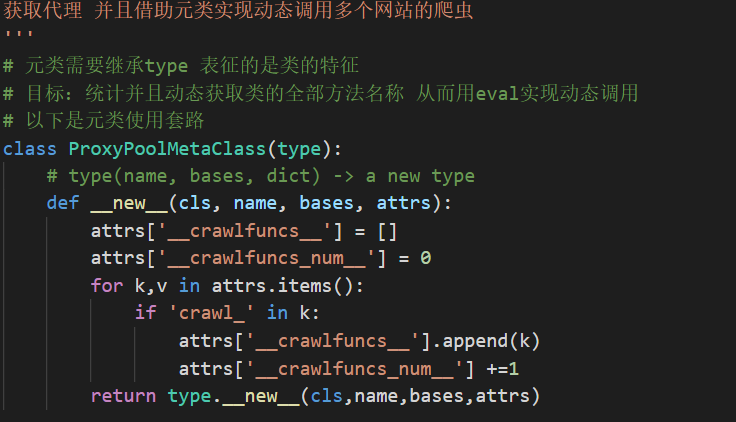 获取代理 并且借助元类实现动态调用多个网站的爬虫
'''
# 元类需要继承type 表征的是类的特征
# 目标：统计并且动态获取类的全部方法名称 从而用eval实现动态调用
# 以下是元类使用套路
class ProxyPoolMetaClass(type):
    # type(name, bases, dict) -> a new type
    def __new__(cls, name, bases, attrs):
        attrs['__crawlfuncs__'] = []
        attrs['__crawlfuncs_num__'] = 0
        for k,v in attrs.items():
            if 'crawl_' in k:
                attrs['__crawlfuncs__'].append(k)
                attrs['__crawlfuncs_num__'] +=1
        return type.__new__(cls,name,bases,attrs)